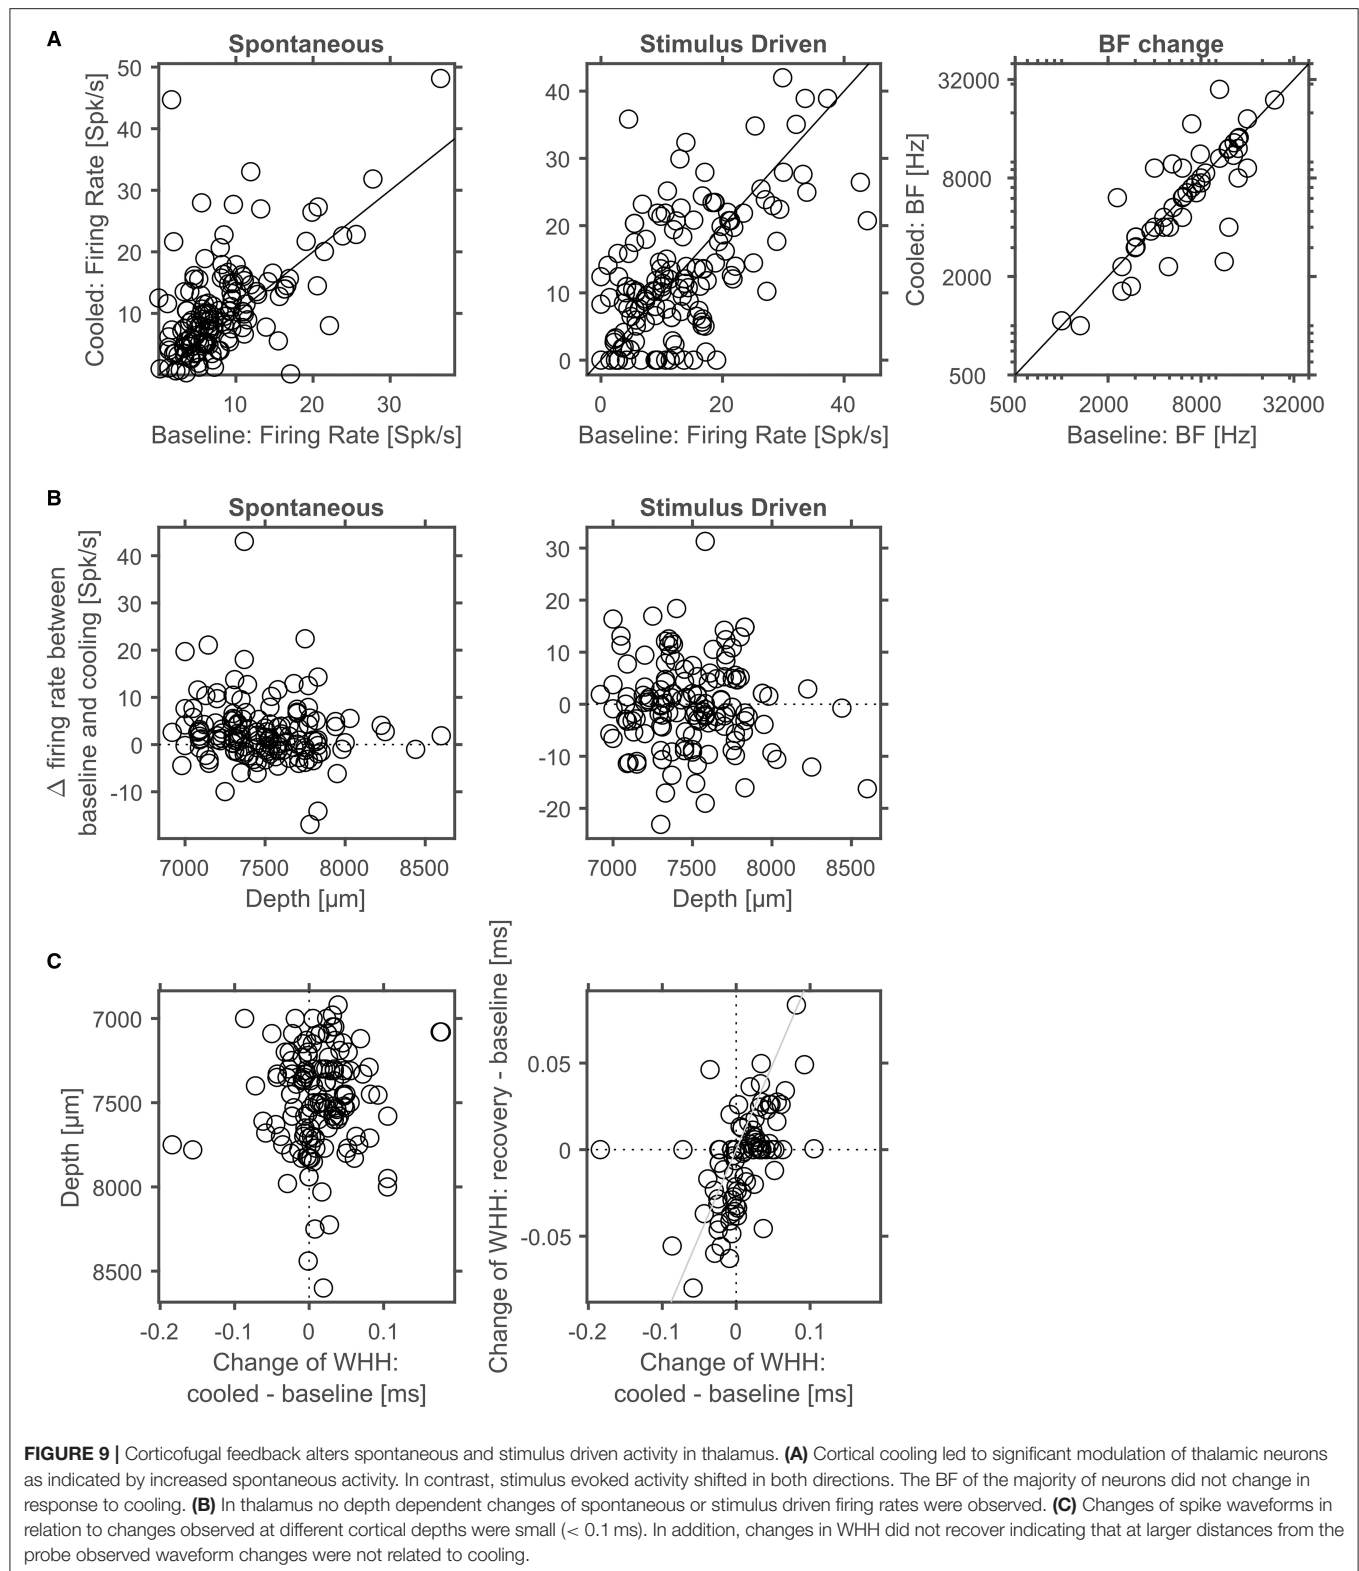 A
Spontaneous
Stimulus Driven
BF change
Cooled: Firing Rate [Spk/s]
50
40
30
20
10
10 20 30
Baseline: Firing Rate [Spk/s]
40
30
20
10
0
0 20 40
Baseline: Firing Rate [Spk/s]
Cooled: BF [Hz]
32000
8000
2000
500
500 2000 8000 32000
Baseline: BF [Hz]
B
Spontaneous
Stimulus Driven
Δ firing rate between
baseline and cooling [Spk/s]
40
30
20
10
0
-10
7000 7500 8000 8500
Depth [µm]
30
20
10
0
-10
-20
7000 7500 8000 8500
Depth [µm]
C
Depth [µm]
7000
7500
8000
8500
-0.2 -0.1 0 0.1
Change of WHH:
cooled - baseline [ms]
Change of WHH: recovery - baseline [ms]
0.05
0
-0.05
-0.2 -0.1 0 0.1
Change of WHH:
cooled - baseline [ms]
FIGURE 9 | Corticofugal feedback alters spontaneous and stimulus driven activity in thalamus. (A) Cortical cooling led to significant modulation of thalamic neurons
as indicated by increased spontaneous activity. In contrast, stimulus evoked activity shifted in both directions. The BF of the majority of neurons did not change in
response to cooling. (B) In thalamus no depth dependent changes of spontaneous or stimulus driven firing rates were observed. (C) Changes of spike waveforms in
relation to changes observed at different cortical depths were small (< 0.1 ms). In addition, changes in WHH did not recover indicating that at larger distances from the
probe observed waveform changes were not related to cooling.